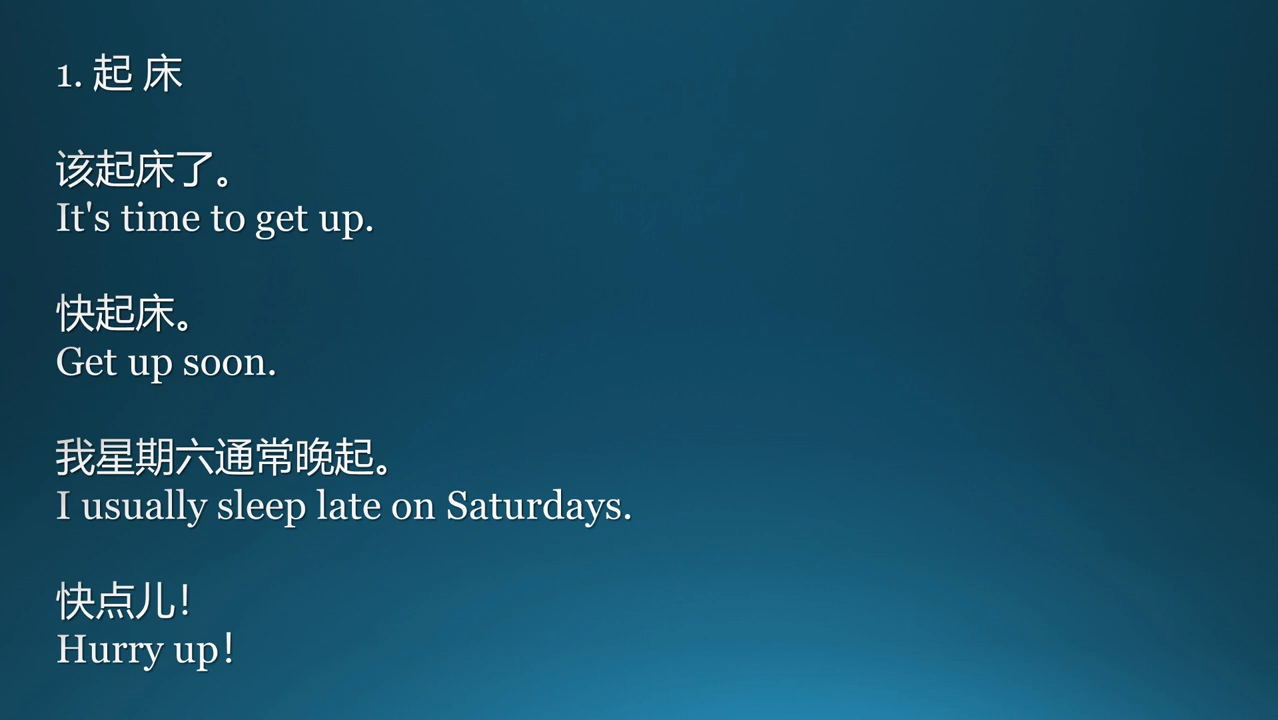 1. 起 床
该起床了。
It's time to get up.
快起床。
Get up soon.
我星期六通常晚起。
I usually sleep late on Saturdays.
快点儿！
Hurry up！